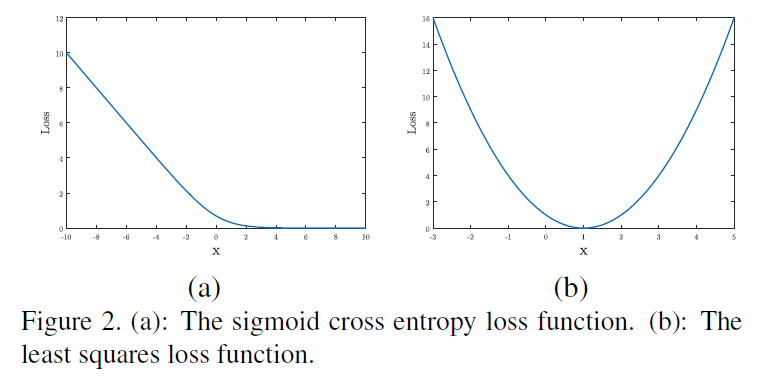 12
10
8
6
4
2
0
Loss
-10 -8 -6 -4 -2 0 2 4 6 8 10
x
(a)
16
14
12
10
8
6
4
2
0
Loss
-3 -2 -1 0 1 2 3 4 5
x
(b)
Figure 2. (a): The sigmoid cross entropy loss function. (b): The
least squares loss function.